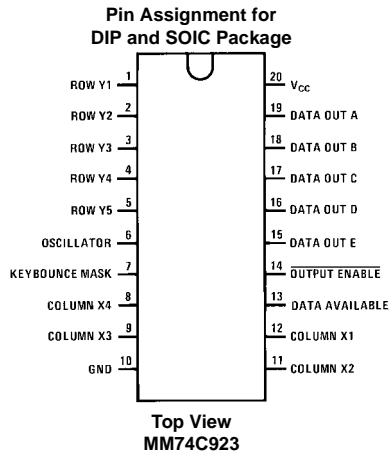 Pin Assignment for
DIP and SOIC Package
ROW Y1 1 20 VCC
ROW Y2 2 19 DATA OUT A
ROW Y3 3 18 DATA OUT B
ROW Y4 4 17 DATA OUT C
ROW Y5 5 16 DATA OUT D
OSCILLATOR 6 15 DATA OUT E
KEYBOUNCE MASK 7 14 OUTPUT ENABLE
COLUMN X4 8 13 DATA AVAILABLE
COLUMN X3 9 12 COLUMN X1
GND 10 11 COLUMN X2
Top View
MM74C923